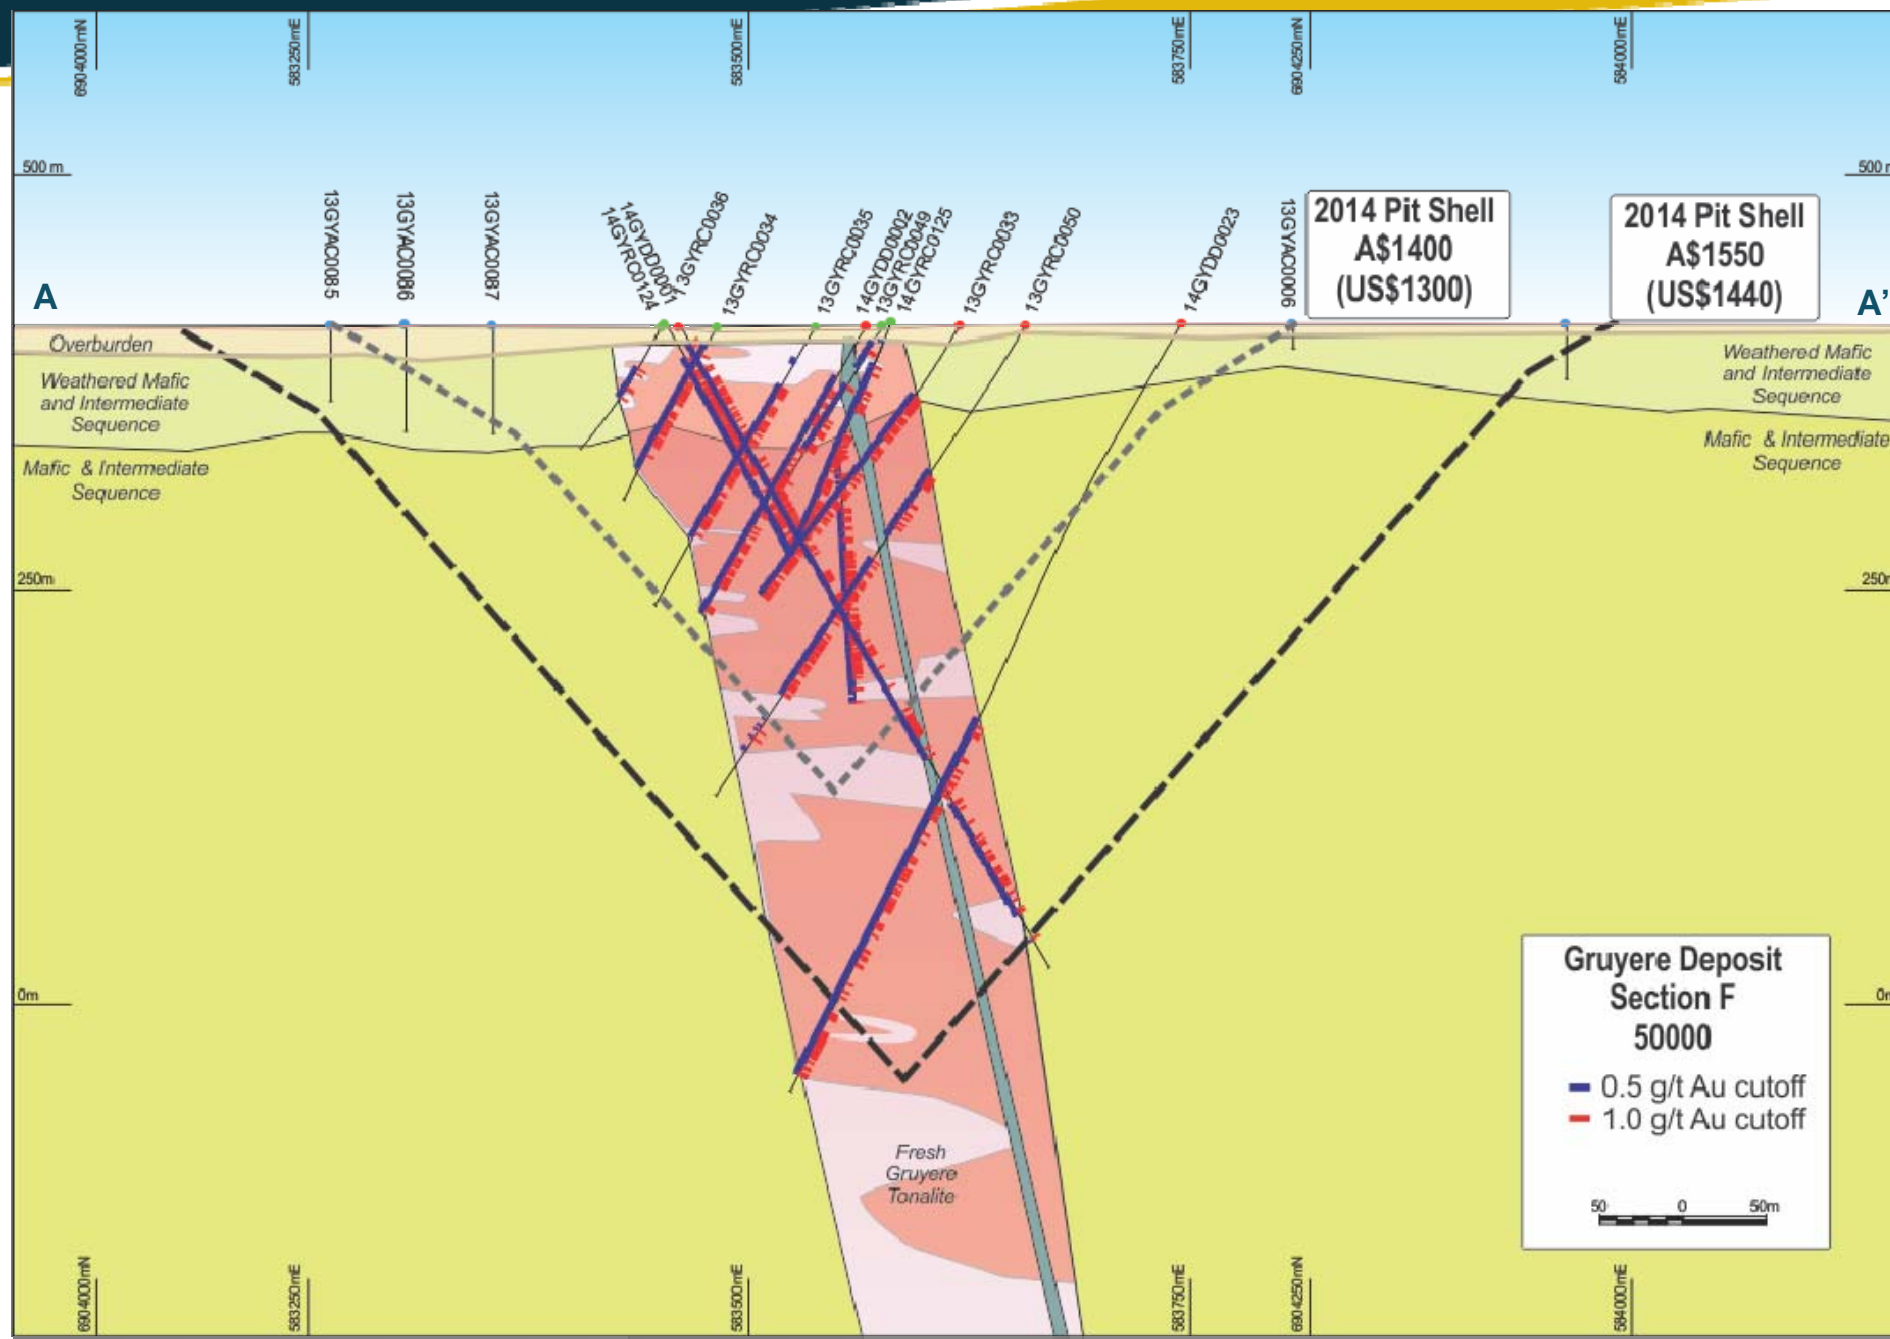 6904000mN
583250mE
583500mE
583750mE
6904250mN
584000mE
500 m
500 m
13GYAC0085
13GYAC0086
13GYAC0087
14GYRC0124
14GYDD0001
13GYRC0036
13GYRC0034
13GYRC0035
14GYDD0002
13GYRC0049
14GYRC0125
13GYRC0033
13GYRC0050
14GYDD0023
13GYAC0006
2014 Pit Shell
A$1400
(US$1300)
2014 Pit Shell
A$1550
(US$1440)
A
A'
Overburden
Weathered Mafic
and Intermediate
Sequence
Mafic & Intermediate
Sequence
Weathered Mafic
and Intermediate
Sequence
Mafic & Intermediate
Sequence
250m
250m
0m
0m
Fresh
Gruyere
Tonalite
Gruyere Deposit
Section F
50000
0.5 g/t Au cutoff
1.0 g/t Au cutoff
50 0 50m
6904000mN
583250mE
583500mE
583750mE
6904250mN
584000mE